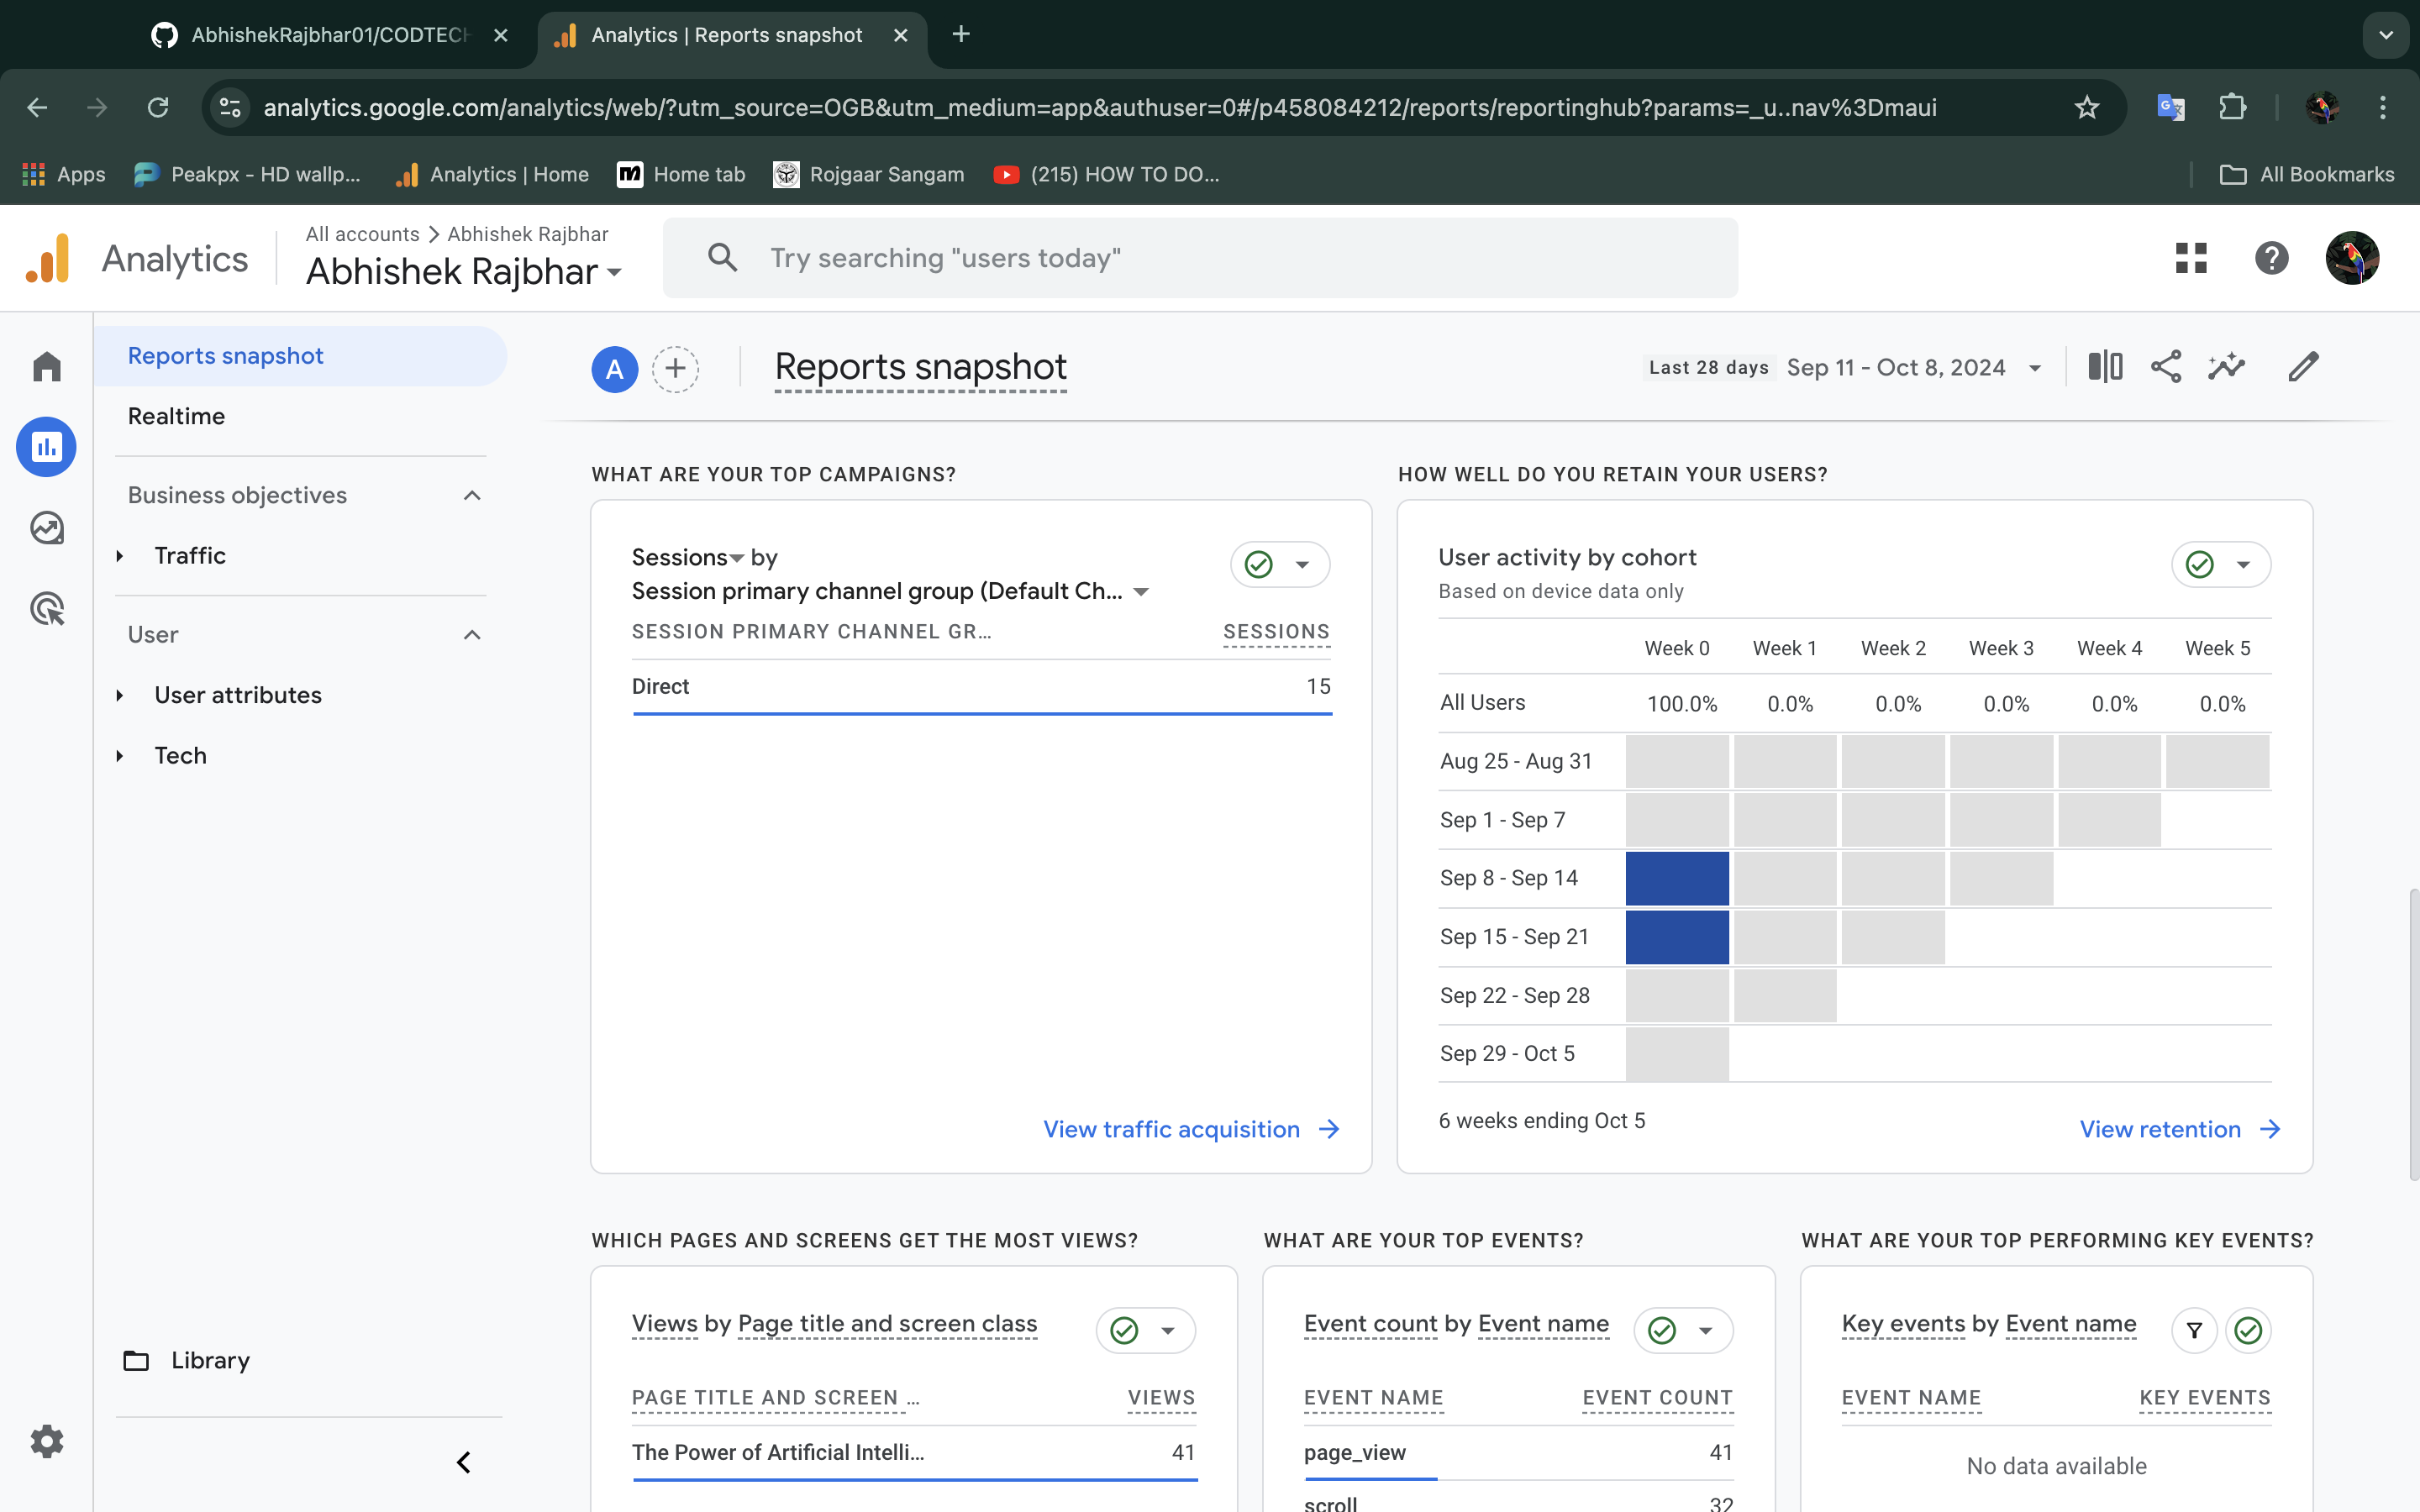 AbhishekRajbhar01/CODTECH
Analytics | Reports snapshot
analytics.google.com/analytics/web/?utm_source=OGB&utm_medium=app&authuser=0#/p458084212/reports/reportinghub?params=_u..nav%3Dmaui
Apps
Peakpx - HD wallp...
Analytics | Home
Home tab
Rojgaar Sangam
(215) HOW TO DO...
All Bookmarks
Analytics
All accounts > Abhishek Rajbhar
Abhishek Rajbhar
Try searching "users today"
Reports snapshot
Realtime
Business objectives
Traffic
User
User attributes
Tech
Library
A
Reports snapshot
Last 28 days Sep 11 - Oct 8, 2024
WHAT ARE YOUR TOP CAMPAIGNS?
Sessions by
Session primary channel group (Default Ch...
SESSION PRIMARY CHANNEL GR... SESSIONS
Direct 15
View traffic acquisition
HOW WELL DO YOU RETAIN YOUR USERS?
User activity by cohort
Based on device data only
Week 0 Week 1 Week 2 Week 3 Week 4 Week 5
All Users 100.0% 0.0% 0.0% 0.0% 0.0% 0.0%
Aug 25 - Aug 31
Sep 1 - Sep 7
Sep 8 - Sep 14
Sep 15 - Sep 21
Sep 22 - Sep 28
Sep 29 - Oct 5
6 weeks ending Oct 5
View retention
WHICH PAGES AND SCREENS GET THE MOST VIEWS?
Views by Page title and screen class
PAGE TITLE AND SCREEN ... VIEWS
The Power of Artificial Intelli... 41
WHAT ARE YOUR TOP EVENTS?
Event count by Event name
EVENT NAME EVENT COUNT
page_view 41
scroll 32
WHAT ARE YOUR TOP PERFORMING KEY EVENTS?
Key events by Event name
EVENT NAME KEY EVENTS
No data available